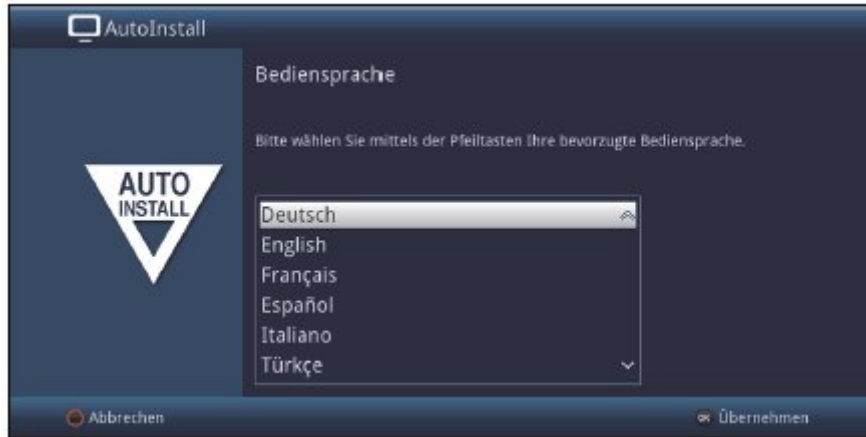 AutoInstall
Bediensprache
Bitte wählen Sie mittels der Pfeiltasten Ihre bevorzugte Bediensprache.
AUTO
INSTALL
Deutsch
English
Français
Español
Italiano
Türkçe
Abbrechen
OK Übernehmen